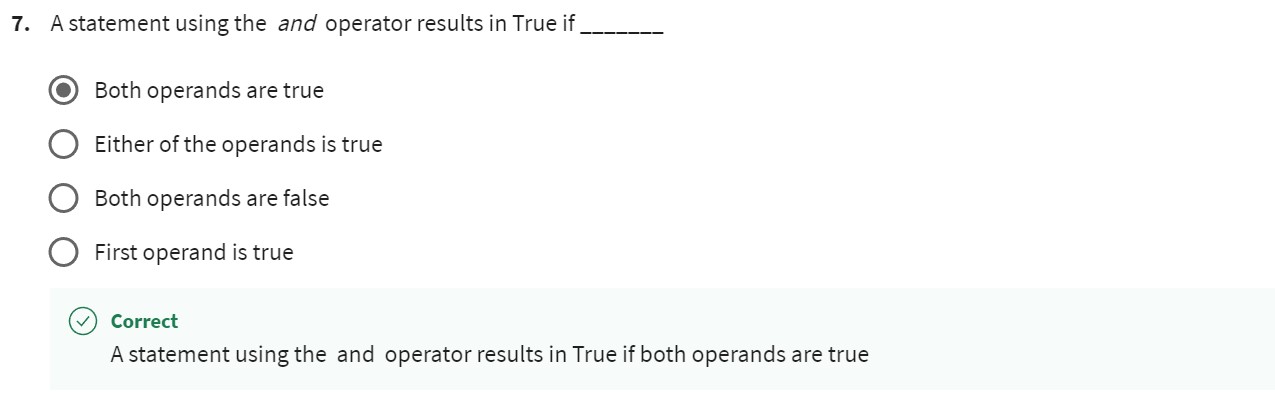 7. A statement using the and operator results in True if _______
Both operands are true
Either of the operands is true
Both operands are false
First operand is true
Correct
A statement using the and operator results in True if both operands are true